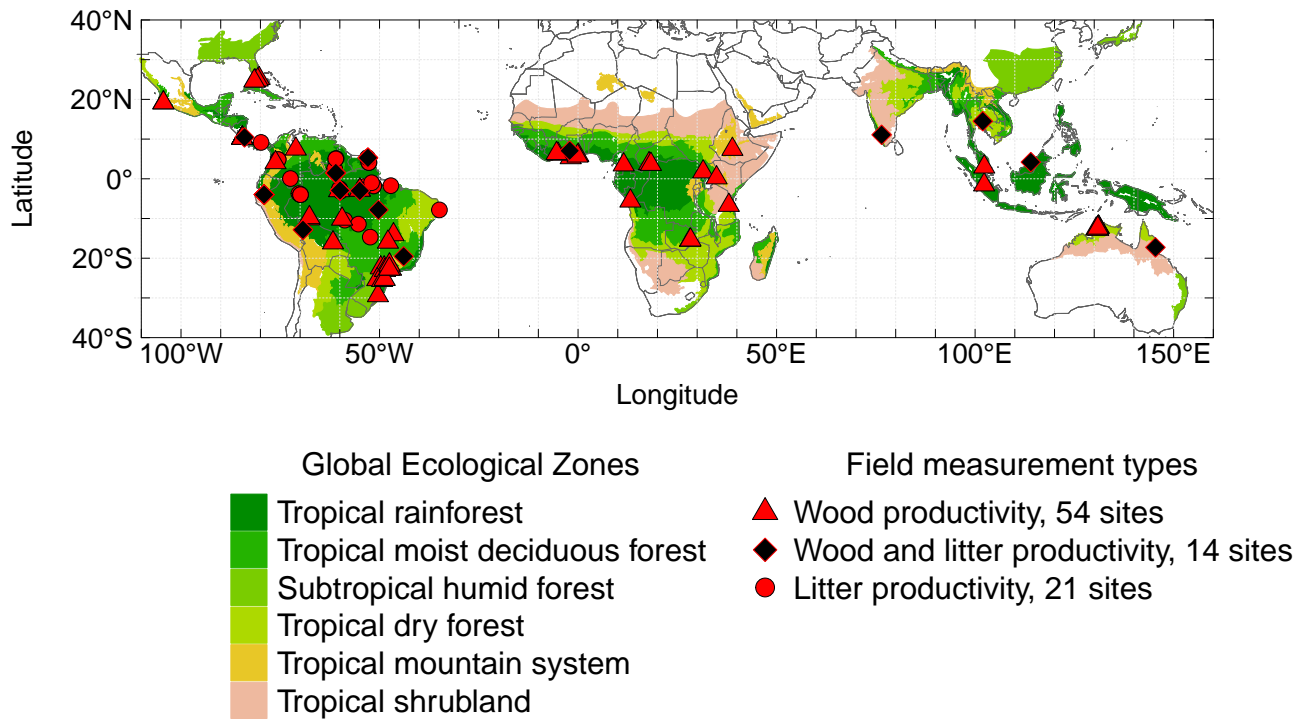 40°N
20°N
0°
20°S
40°S
Latitude
100°W
50°W
0°
50°E
100°E
150°E
Longitude
Global Ecological Zones
Tropical rainforest
Tropical moist deciduous forest
Subtropical humid forest
Tropical dry forest
Tropical mountain system
Tropical shrubland
Field measurement types
Wood productivity, 54 sites
Wood and litter productivity, 14 sites
Litter productivity, 21 sites